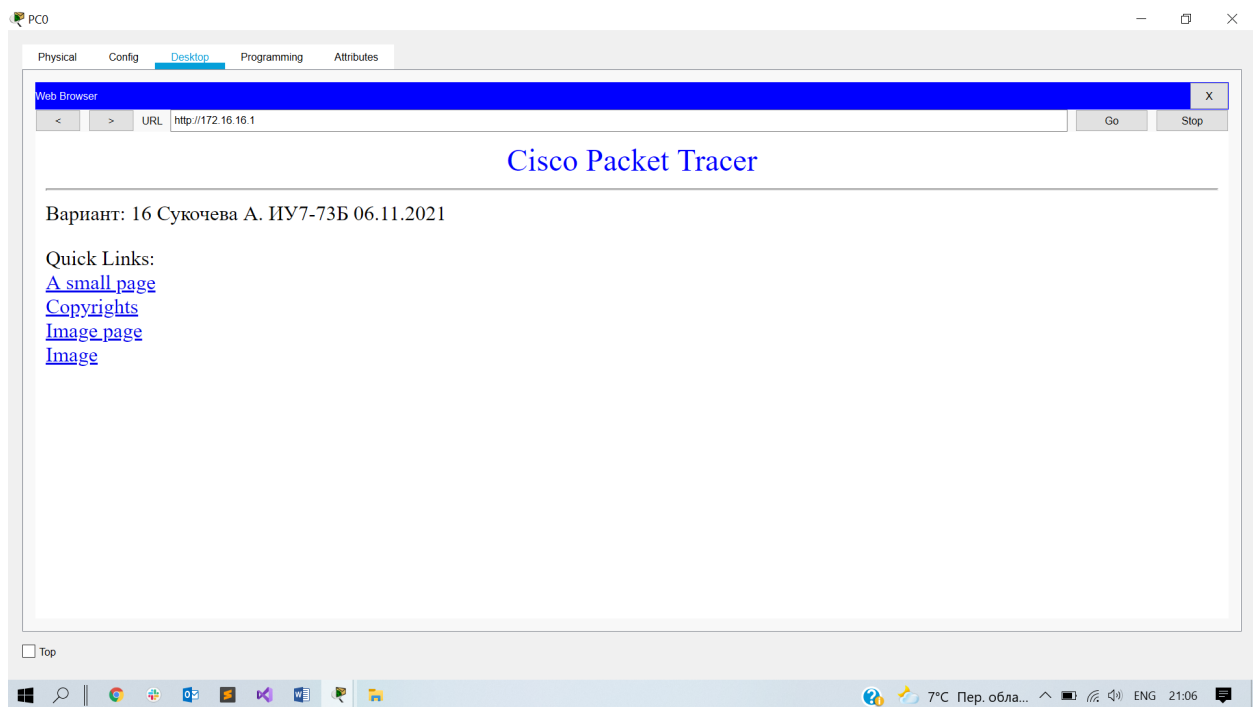 PC0
Physical Config Desktop Programming Attributes
Web Browser
X
< > URL http://172.16.16.1 Go Stop
Cisco Packet Tracer
Вариант: 16 Сукочева А. ИУ7-73Б 06.11.2021
Quick Links:
A small page
Copyrights
Image page
Image
Top
7°C Пер. обла... ENG 21:06